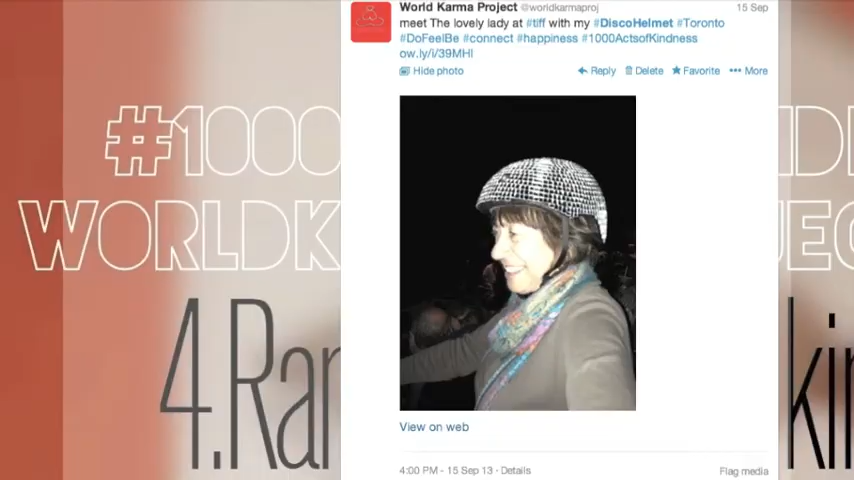 World Karma Project @worldkarmaproj 15 Sep
meet The lovely lady at #tiff with my #DiscoHelmet #Toronto
#DoFeelBe #connect #happiness #1000ActsofKindness
ow.ly/i/39MHl
Hide photo Reply Delete Favorite More
#1000
WORLDK
4.Ran
kin
View on web
4:00 PM - 15 Sep 13 · Details Flag media